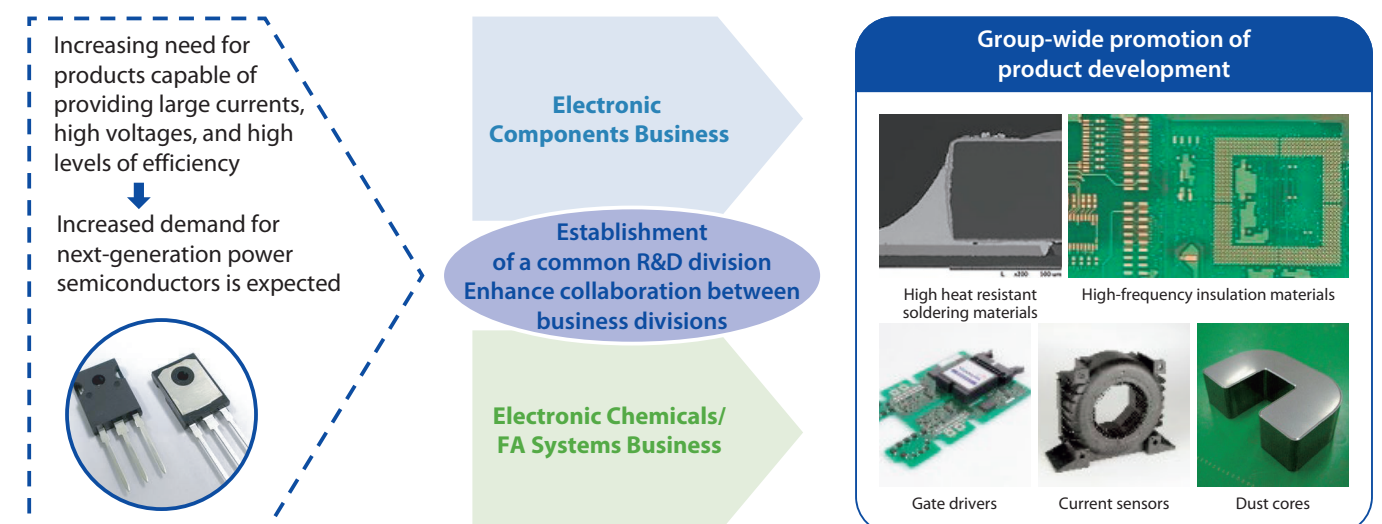 Increasing need for
products capable of
providing large currents,
high voltages, and high
levels of efficiency
Increased demand for
next-generation power
semiconductors is expected
Electronic
Components Business
Establishment
of a common R&D division
Enhance collaboration between
business divisions
Electronic Chemicals/
FA Systems Business
Group-wide promotion of
product development
L x200 500 um
High heat resistant
soldering materials
High-frequency insulation materials
Gate drivers
Current sensors
Dust cores